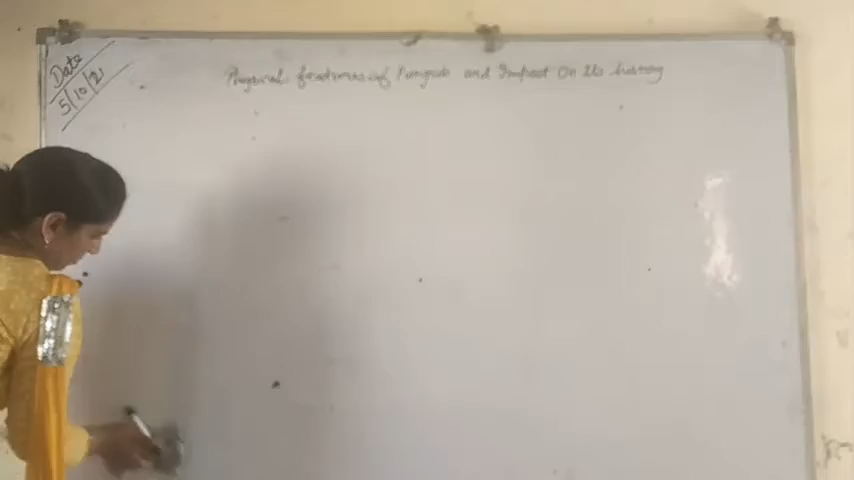 Date
5/10/21
Physical features of Punjab and Impact On Its history